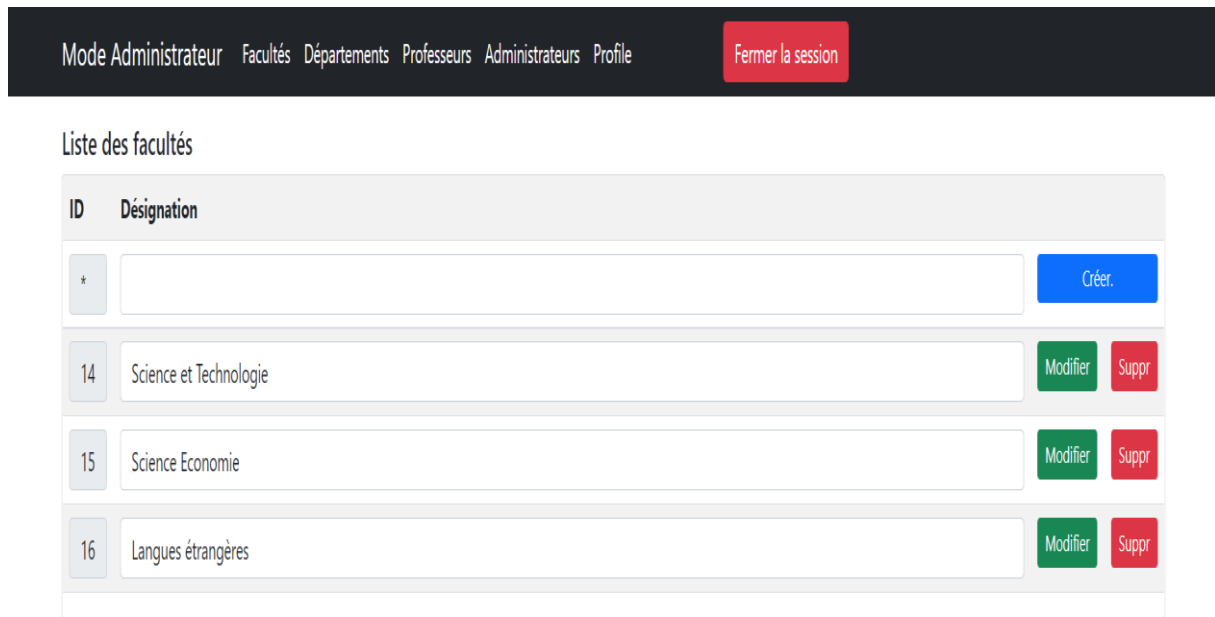 Mode Administrateur Facultés Départements Professeurs Administrateurs Profile Fermer la session
Liste des facultés
ID Désignation
* Créer.
14 Science et Technologie Modifier Suppr
15 Science Economie Modifier Suppr
16 Langues étrangères Modifier Suppr